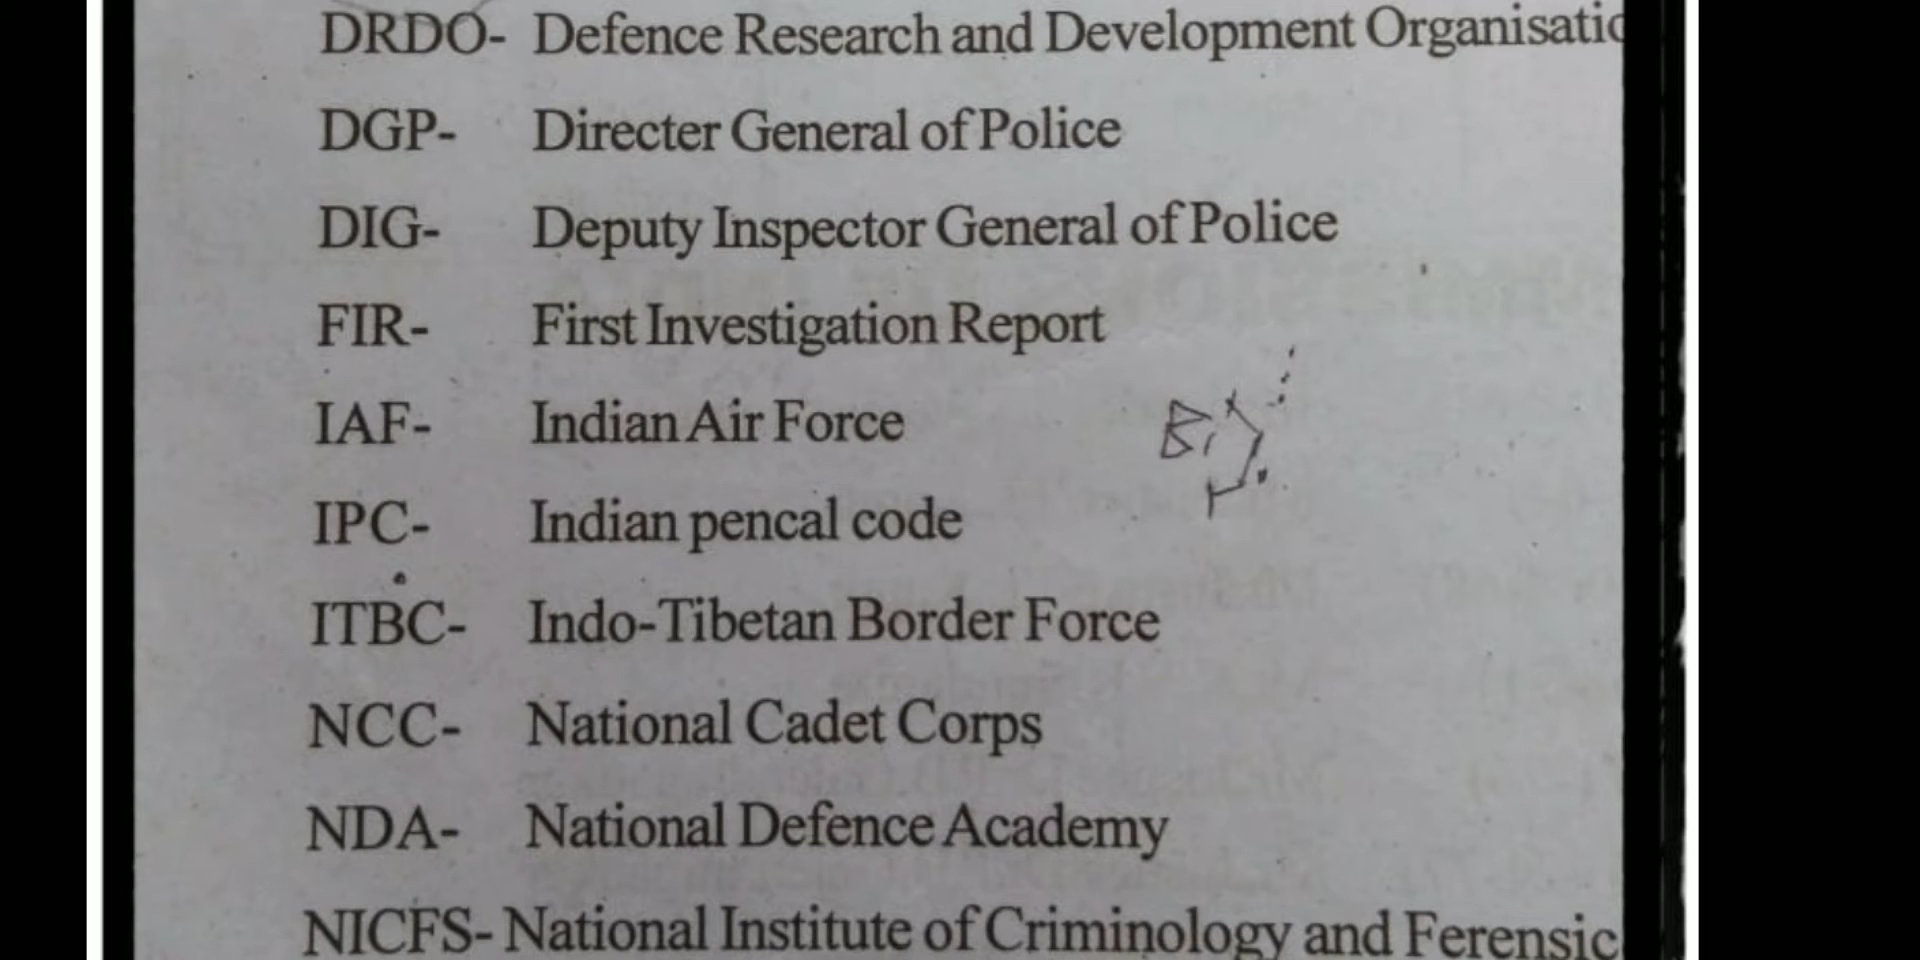 DRDO- Defence Research and Development Organisatio
DGP- Directer General of Police
DIG- Deputy Inspector General of Police
FIR- First Investigation Report
IAF- Indian Air Force
IPC- Indian pencal code
ITBC- Indo-Tibetan Border Force
NCC- National Cadet Corps
NDA- National Defence Academy
NICFS- National Institute of Criminology and Ferensic